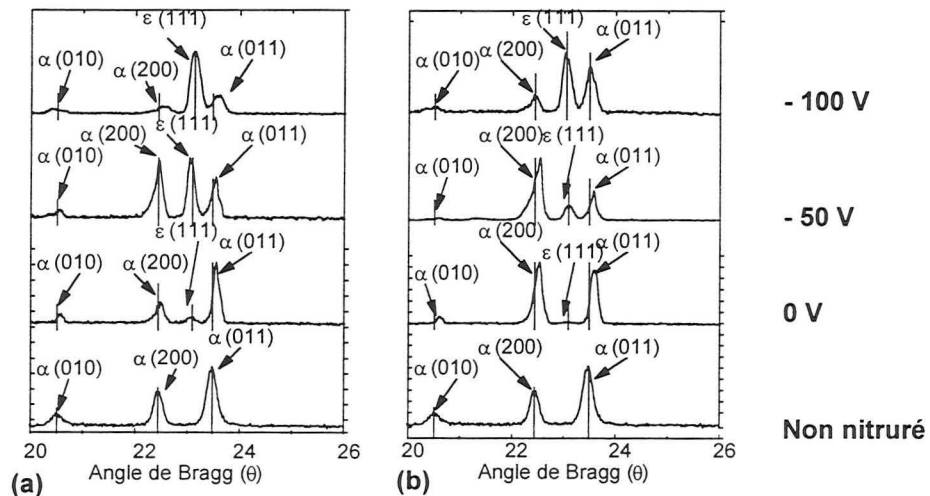 ε (111)
α (010)
α (200)
α (011)
ε (111)
α (200)
α (010)
α (011)
ε (111)
α (010)
α (200)
α (011)
α (010)
α (200)
α (011)
20 22 24 26
Angle de Bragg (θ)
(a)
ε (111)
α (200)
α (011)
α (010)
α (200)
ε (111)
α (010)
α (011)
α (200)
ε (111)
α (011)
α (010)
α (200)
α (011)
α (010)
20 22 24 26
Angle de Bragg (θ)
(b)
- 100 V
- 50 V
0 V
Non nitruré